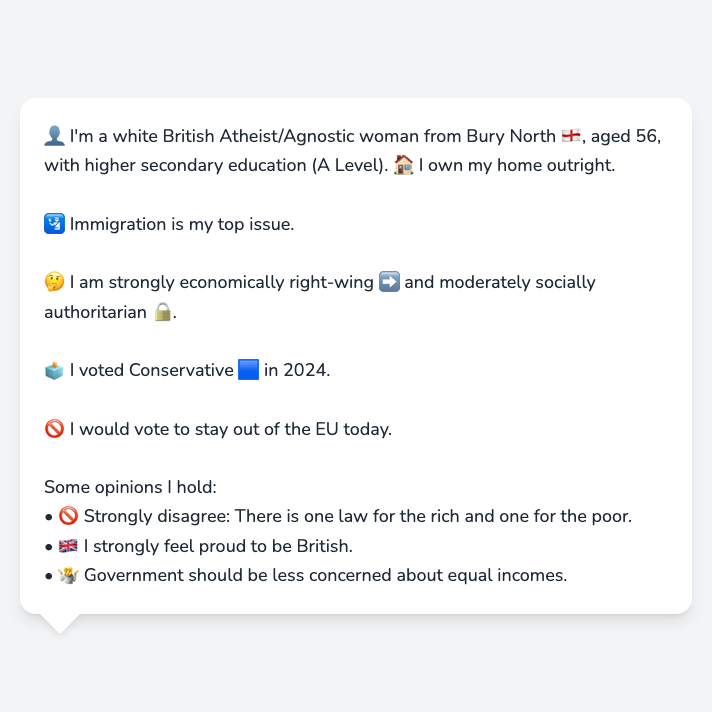 👤 I'm a white British Atheist/Agnostic woman from Bury North 🏴󠁧󠁢󠁥󠁮󠁧󠁿, aged 56,
with higher secondary education (A Level). 🏠 I own my home outright.
🛂 Immigration is my top issue.
🤔 I am strongly economically right-wing ➡️ and moderately socially
authoritarian 🔒.
🗳️ I voted Conservative 🟦 in 2024.
🚫 I would vote to stay out of the EU today.
Some opinions I hold:
• 🚫 Strongly disagree: There is one law for the rich and one for the poor.
• 🇬🇧 I strongly feel proud to be British.
• 🤷 Government should be less concerned about equal incomes.